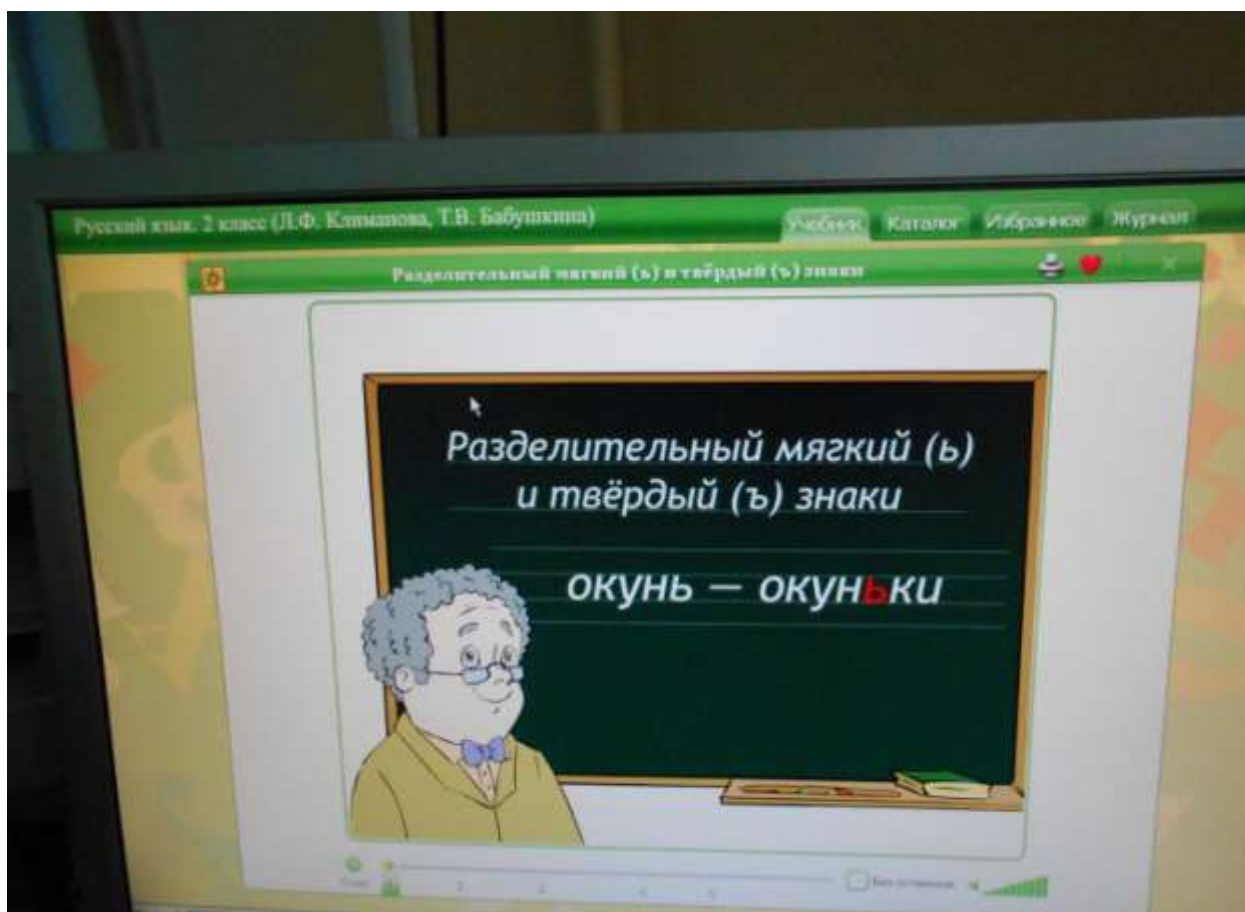 Русский язык. 2 класс (Л.Ф. Климанова, Т.В. Бабушкина)
Учебник Каталог Избранное Журнал
Разделительный мягкий (ь) и твёрдый (ъ) знаки
Разделительный мягкий (ь)
и твёрдый (ъ) знаки
окунь — окуньки